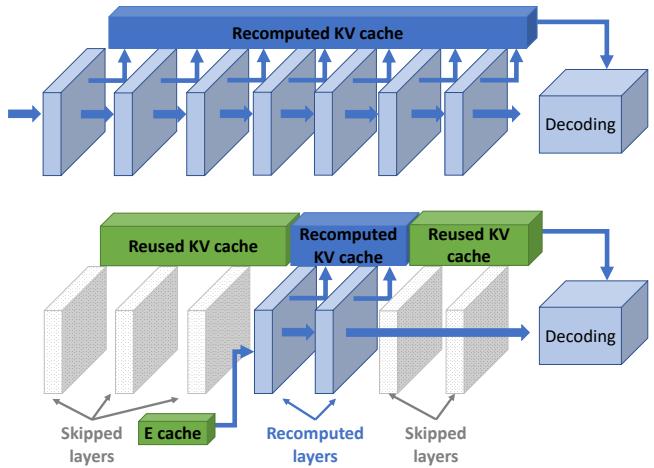 Recomputed KV cache
Decoding
Reused KV cache
Recomputed
KV cache
Reused KV
cache
Decoding
E cache
Skipped
layers
Recomputed
layers
Skipped
layers